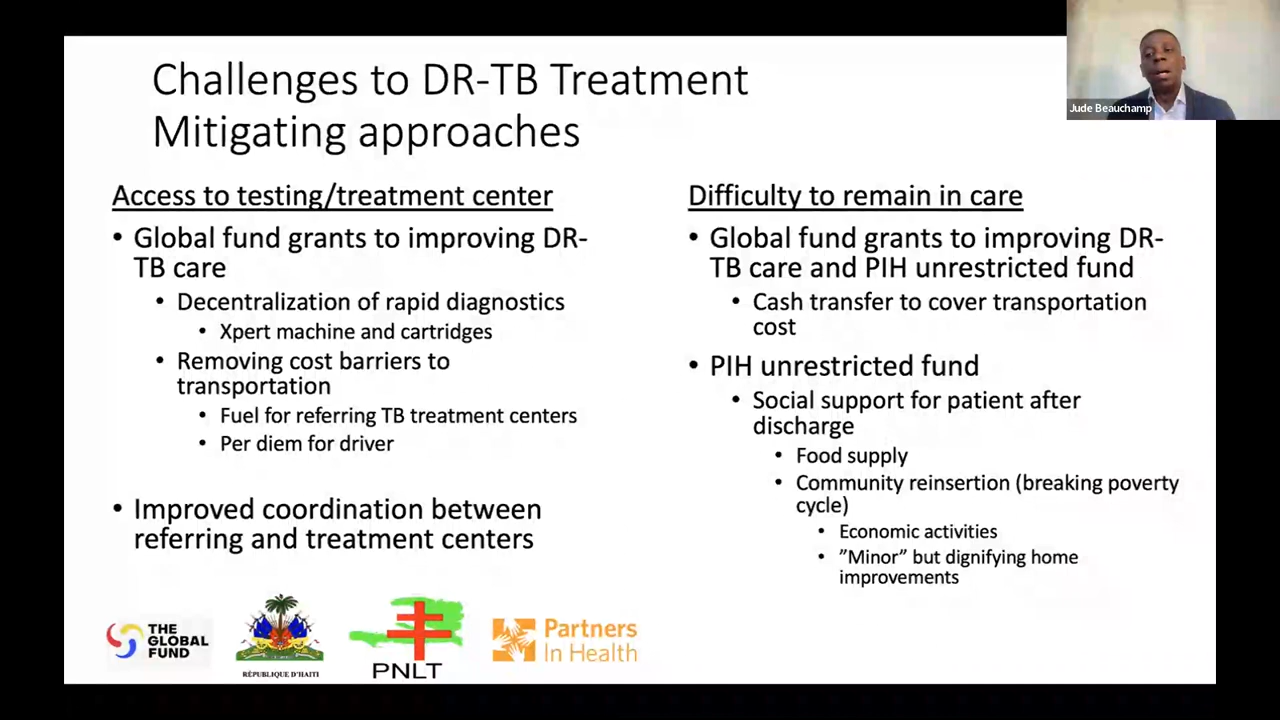 Challenges to DR-TB Treatment
Mitigating approaches
Jude Beauchamp
Access to testing/treatment center
• Global fund grants to improving DR-
TB care
• Decentralization of rapid diagnostics
• Xpert machine and cartridges
• Removing cost barriers to
transportation
• Fuel for referring TB treatment centers
• Per diem for driver
• Improved coordination between
referring and treatment centers
Difficulty to remain in care
• Global fund grants to improving DR-
TB care and PIH unrestricted fund
• Cash transfer to cover transportation
cost
• PIH unrestricted fund
• Social support for patient after
discharge
• Food supply
• Community reinsertion (breaking poverty
cycle)
• Economic activities
• ”Minor” but dignifying home
improvements
THE
GLOBAL
FUND
RÉPUBLIQUE D'HAITI
PNLT
Partners
In Health